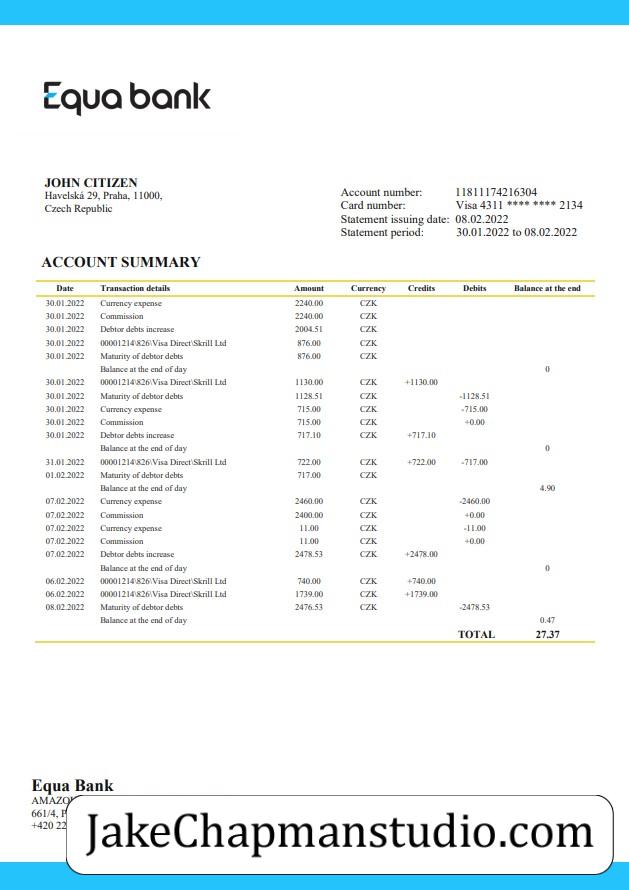 Equa bank
JOHN CITIZEN
Havelská 29, Praha, 11000,
Czech Republic
Account number: 11811174216304
Card number: Visa 4311 **** **** 2134
Statement issuing date: 08.02.2022
Statement period: 30.01.2022 to 08.02.2022
ACCOUNT SUMMARY
Date Transaction details Amount Currency Credits Debits Balance at the end
30.01.2022 Currency expense 2240.00 CZK
30.01.2022 Commission 2240.00 CZK
30.01.2022 Debtor debts increase 2004.51 CZK
30.01.2022 00001214\826\Visa Direct\Skrill Ltd 876.00 CZK
30.01.2022 Maturity of debtor debts 876.00 CZK
Balance at the end of day 0
30.01.2022 00001214\826\Visa Direct\Skrill Ltd 1130.00 CZK +1130.00
30.01.2022 Maturity of debtor debts 1128.51 CZK -1128.51
30.01.2022 Currency expense 715.00 CZK -715.00
30.01.2022 Commission 715.00 CZK +0.00
30.01.2022 Debtor debts increase 717.10 CZK +717.10
Balance at the end of day 0
31.01.2022 00001214\826\Visa Direct\Skrill Ltd 722.00 CZK +722.00 -717.00
01.02.2022 Maturity of debtor debts 717.00 CZK
Balance at the end of day 4.90
07.02.2022 Currency expense 2460.00 CZK -2460.00
07.02.2022 Commission 2400.00 CZK +0.00
07.02.2022 Currency expense 11.00 CZK -11.00
07.02.2022 Commission 11.00 CZK +0.00
07.02.2022 Debtor debts increase 2478.53 CZK +2478.00
Balance at the end of day 0
06.02.2022 00001214\826\Visa Direct\Skrill Ltd 740.00 CZK +740.00
06.02.2022 00001214\826\Visa Direct\Skrill Ltd 1739.00 CZK +1739.00
08.02.2022 Maturity of debtor debts 2476.53 CZK -2478.53
Balance at the end of day 0.47
TOTAL 27.37
Equa Bank
661/4,
+420 22
JakeChapmanstudio.com